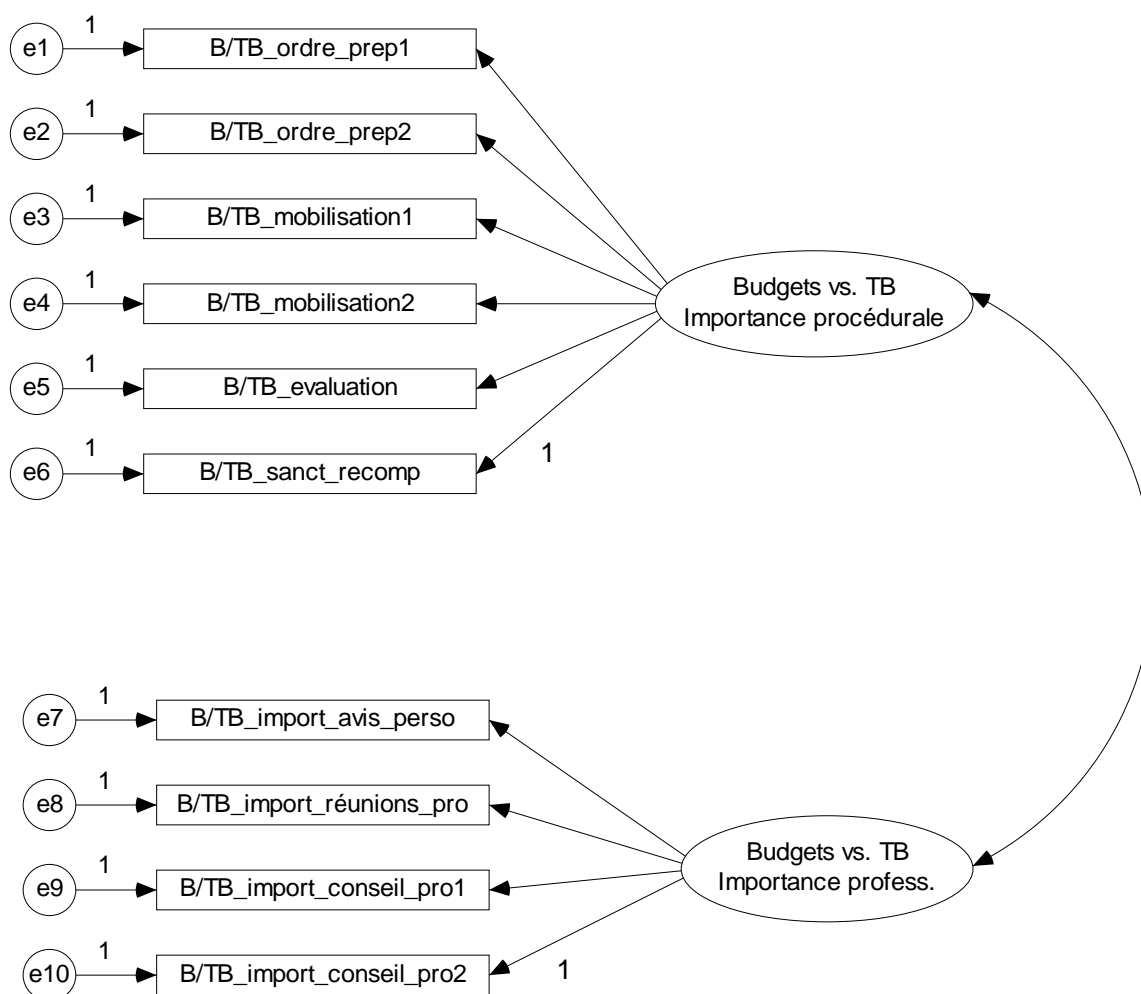 e1
1
B/TB_ordre_prep1
e2
1
B/TB_ordre_prep2
e3
1
B/TB_mobilisation1
e4
1
B/TB_mobilisation2
e5
1
B/TB_evaluation
e6
1
B/TB_sanct_recomp
1
Budgets vs. TB
Importance procédurale
e7
1
B/TB_import_avis_perso
e8
1
B/TB_import_réunions_pro
e9
1
B/TB_import_conseil_pro1
e10
1
B/TB_import_conseil_pro2
1
Budgets vs. TB
Importance profess.